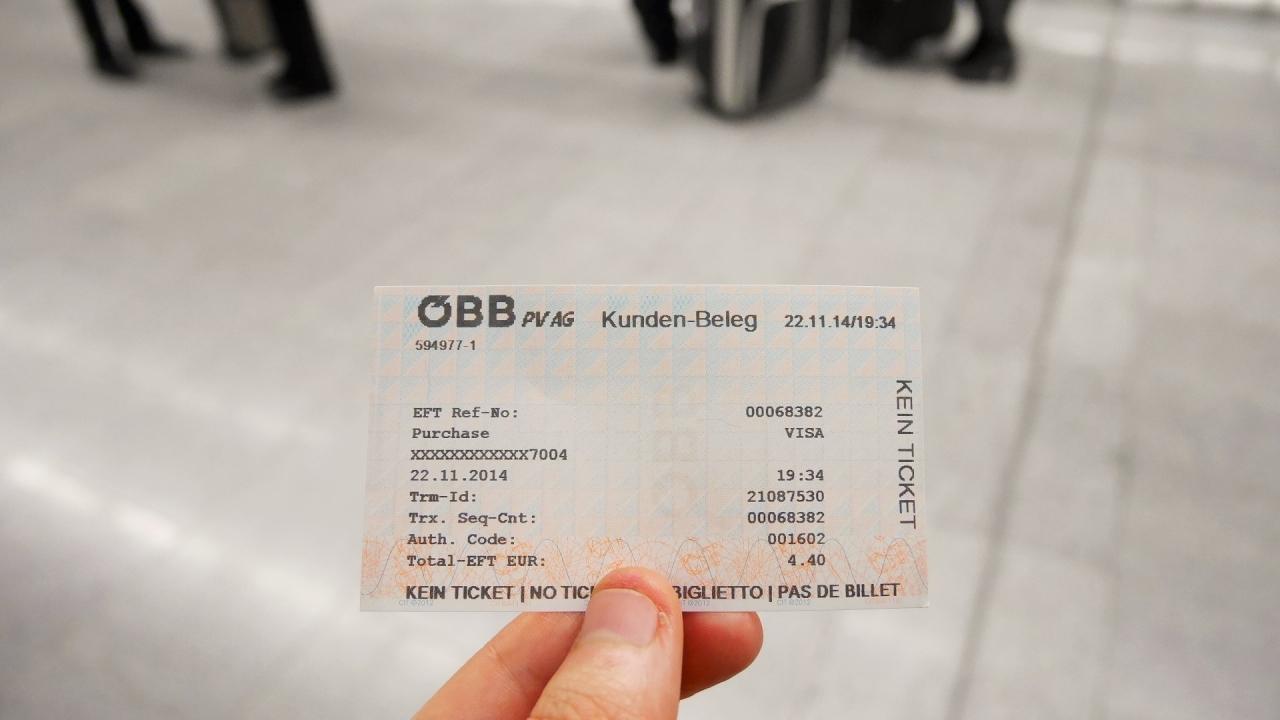 ÖBB PV AG Kunden-Beleg 22.11.14/19:34
594977-1
EFT Ref-No: 00068382
Purchase VISA
XXXXXXXXXXXX7004
22.11.2014 19:34
Trm-Id: 21087530
Trx. Seq-Cnt: 00068382
Auth. Code: 001602
Total-EFT EUR: 4.40
KEIN TICKET | NO BIGLIETTO | PAS DE BILLET
KEIN TICKET